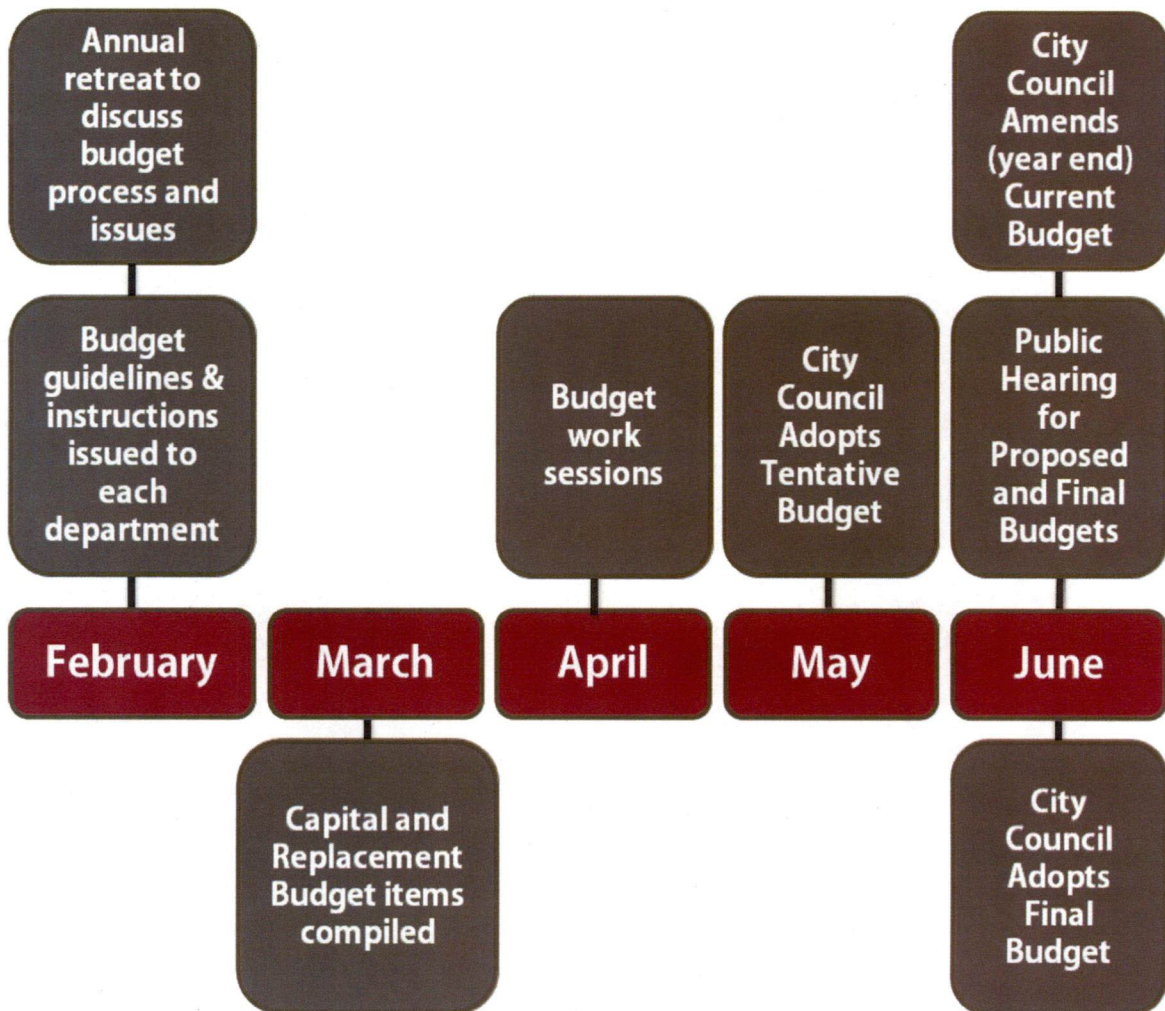 Annual
retreat to
discuss
budget
process and
issues
City
Council
Amends
(year end)
Current
Budget
Budget
guidelines &
instructions
issued to
each
department
Budget
work
sessions
City
Council
Adopts
Tentative
Budget
Public
Hearing
for
Proposed
and Final
Budgets
February
March
April
May
June
Capital and
Replacement
Budget items
compiled
City
Council
Adopts
Final
Budget